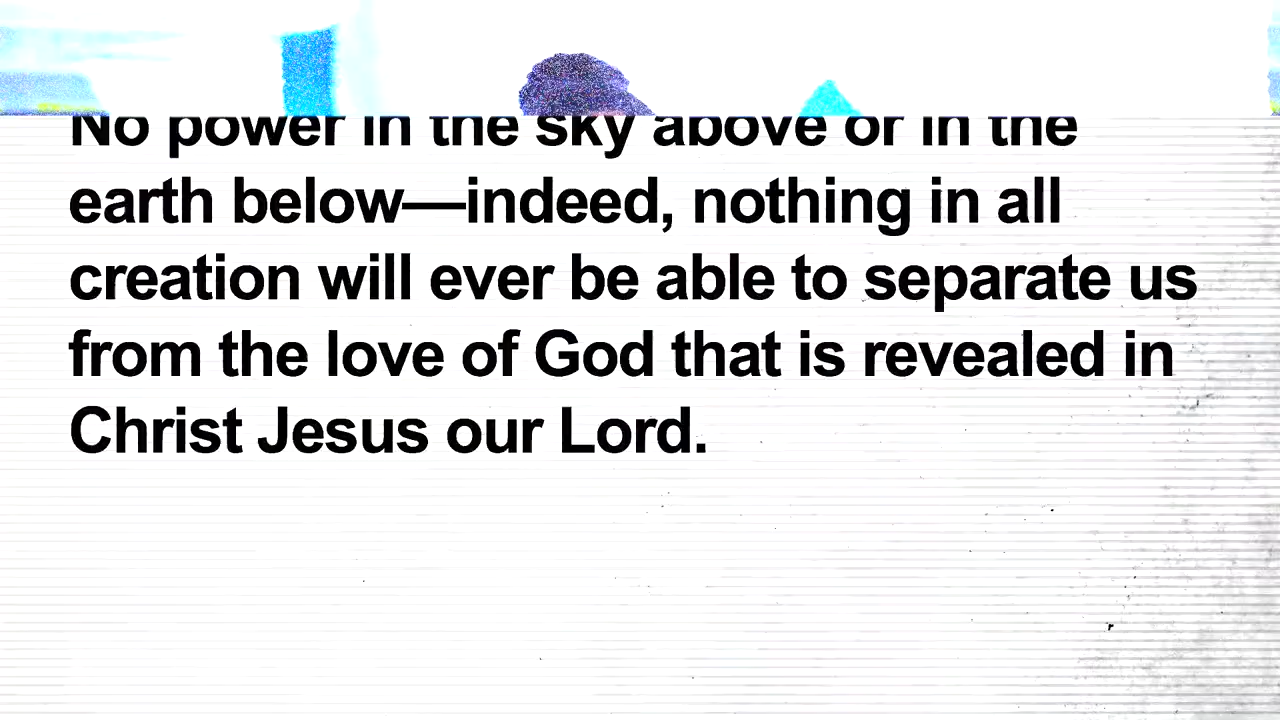 No power in the sky above or in the
earth below—indeed, nothing in all
creation will ever be able to separate us
from the love of God that is revealed in
Christ Jesus our Lord.